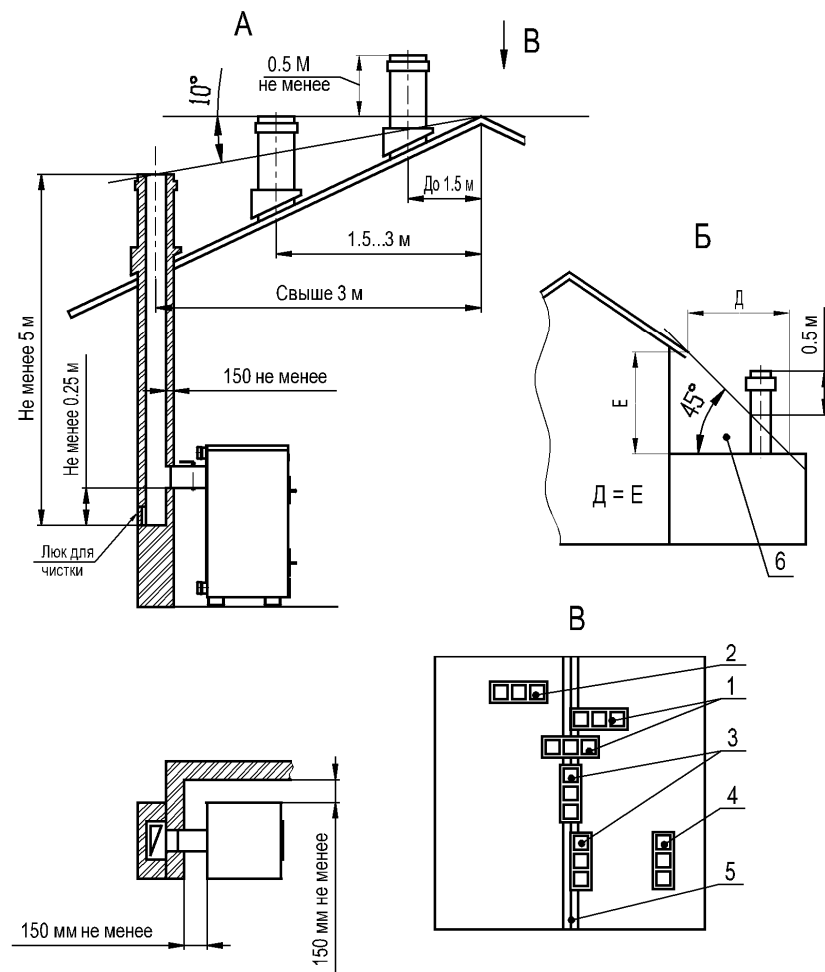 А
В
0.5 М
не менее
10°
До 1.5 м
1.5...3 м
Свыше 3 м
Не менее 5 м
Не менее 0.25 м
150 не менее
Люк для
чистки
Б
Д
0.5 м
Е
45°
Д = Е
6
В
2
1
3
4
5
150 мм не менее
150 мм не менее